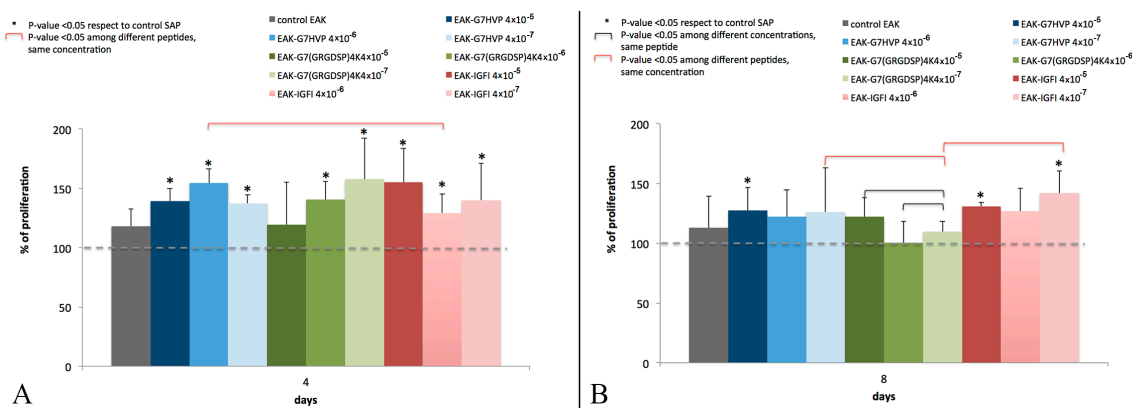 * P-value <0.05 respect to control SAP
P-value <0.05 among different peptides,
same concentration
control EAK
EAK-G7HVP 4x10⁻⁵
EAK-G7HVP 4x10⁻⁶
EAK-G7HVP 4x10⁻⁷
EAK-G7(GRGDSP)4K4x10⁻⁵
EAK-G7(GRGDSP)4K4x10⁻⁶
EAK-G7(GRGDSP)4K4x10⁻⁷
EAK-IGFI 4x10⁻⁵
EAK-IGFI 4x10⁻⁶
EAK-IGFI 4x10⁻⁷
% of proliferation
200
150
100
50
0
* * * * * * * *
4
days
A
* P-value <0.05 respect to control SAP
P-value <0.05 among different concentrations,
same peptide
P-value <0.05 among different peptides,
same concentration
control EAK
EAK-G7HVP 4x10⁻⁵
EAK-G7HVP 4x10⁻⁶
EAK-G7HVP 4x10⁻⁷
EAK-G7(GRGDSP)4K4x10⁻⁵
EAK-G7(GRGDSP)4K4x10⁻⁶
EAK-G7(GRGDSP)4K4x10⁻⁷
EAK-IGFI 4x10⁻⁵
EAK-IGFI 4x10⁻⁶
EAK-IGFI 4x10⁻⁷
% of proliferation
200
150
100
50
0
* * *
8
days
B